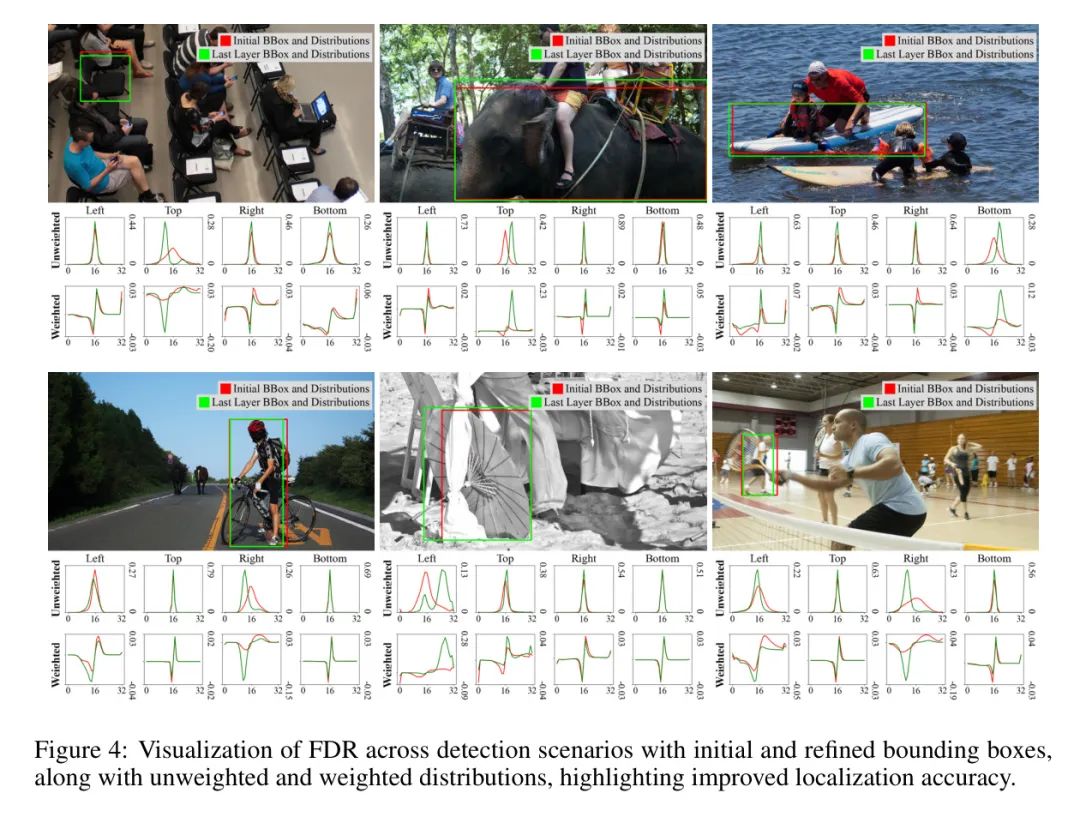 Initial BBox and Distributions
Last Layer BBox and Distributions
Initial BBox and Distributions
Last Layer BBox and Distributions
Initial BBox and Distributions
Last Layer BBox and Distributions
Left Top Right Bottom
Left Top Right Bottom
Left Top Right Bottom
Unweighted 0.44 0 0.28 0 0.46 0 0.26 0
Unweighted 0.73 0 0.42 0 0.89 0 0.48 0
Unweighted 0.63 0 0.46 0 0.64 0 0.28 0
0 16 32 0 16 32 0 16 32 0 16 32
0 16 32 0 16 32 0 16 32 0 16 32
0 16 32 0 16 32 0 16 32 0 16 32
Weighted 0.03 -0.03 0.03 -0.20 0.03 -0.04 0.06 -0.03
Weighted 0.02 -0.03 0.23 -0.03 0.02 -0.01 0.05 -0.03
Weighted 0.07 -0.02 0.03 -0.04 0.03 -0.04 0.12 -0.03
0 16 32 0 16 32 0 16 32 0 16 32
0 16 32 0 16 32 0 16 32 0 16 32
0 16 32 0 16 32 0 16 32 0 16 32
Initial BBox and Distributions
Last Layer BBox and Distributions
Initial BBox and Distributions
Last Layer BBox and Distributions
Initial BBox and Distributions
Last Layer BBox and Distributions
Left Top Right Bottom
Left Top Right Bottom
Left Top Right Bottom
Unweighted 0.27 0 0.79 0 0.26 0 0.69 0
Unweighted 0.13 0 0.38 0 0.54 0 0.51 0
Unweighted 0.22 0 0.63 0 0.23 0 0.56 0
0 16 32 0 16 32 0 16 32 0 16 32
0 16 32 0 16 32 0 16 32 0 16 32
0 16 32 0 16 32 0 16 32 0 16 32
Weighted 0.03 -0.04 0.02 -0.02 0.03 -0.15 0.03 -0.02
Weighted 0.28 -0.09 0.04 -0.04 0.03 -0.03 0.03 -0.03
Weighted 0.03 -0.05 0.03 -0.03 0.04 -0.19 0.04 -0.03
0 16 32 0 16 32 0 16 32 0 16 32
0 16 32 0 16 32 0 16 32 0 16 32
0 16 32 0 16 32 0 16 32 0 16 32
Figure 4: Visualization of FDR across detection scenarios with initial and refined bounding boxes,
along with unweighted and weighted distributions, highlighting improved localization accuracy.